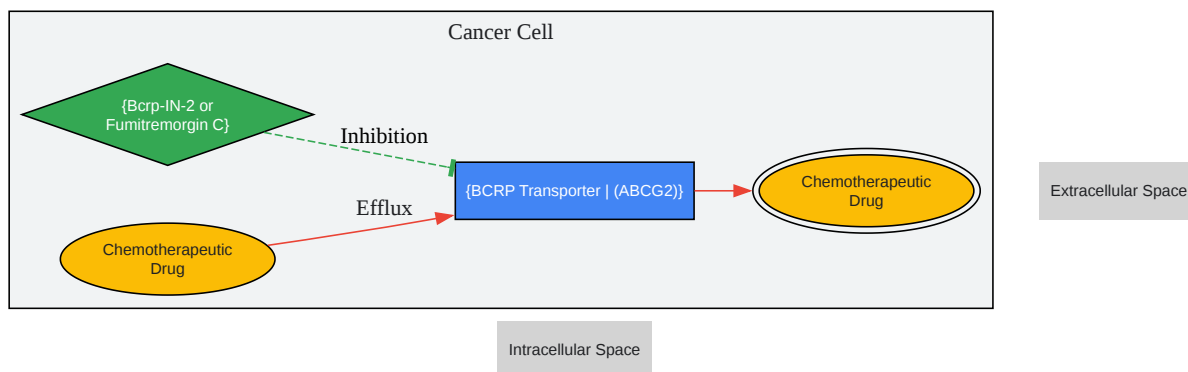 Cancer Cell
{Bcrp-IN-2 or
Fumitremorgin C}
Inhibition
{BCRP Transporter | (ABCG2)}
Chemotherapeutic
Drug
Extracellular Space
Efflux
Chemotherapeutic
Drug
Intracellular Space